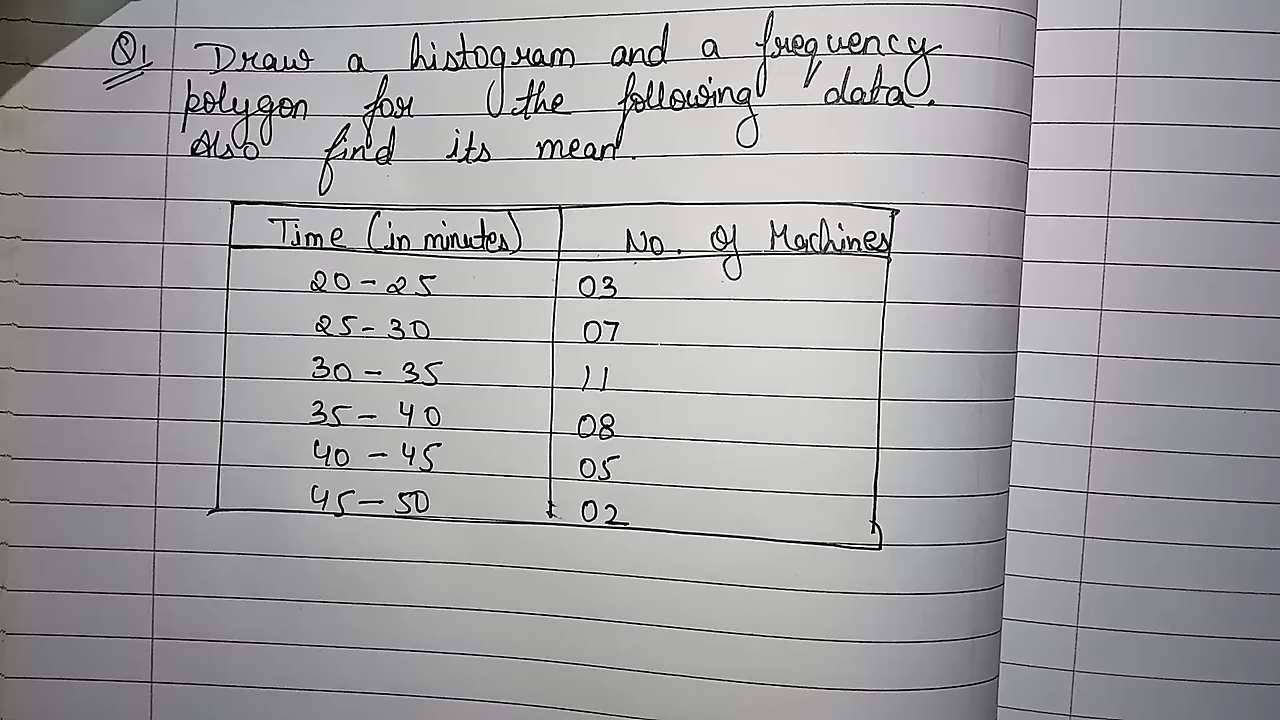 Q1 Draw a histogram and a frequency
polygon for the following data.
Also find its mean.
Time (in minutes) No. of Machines
20 - 25 03
25 - 30 07
30 - 35 11
35 - 40 08
40 - 45 05
45 - 50 02